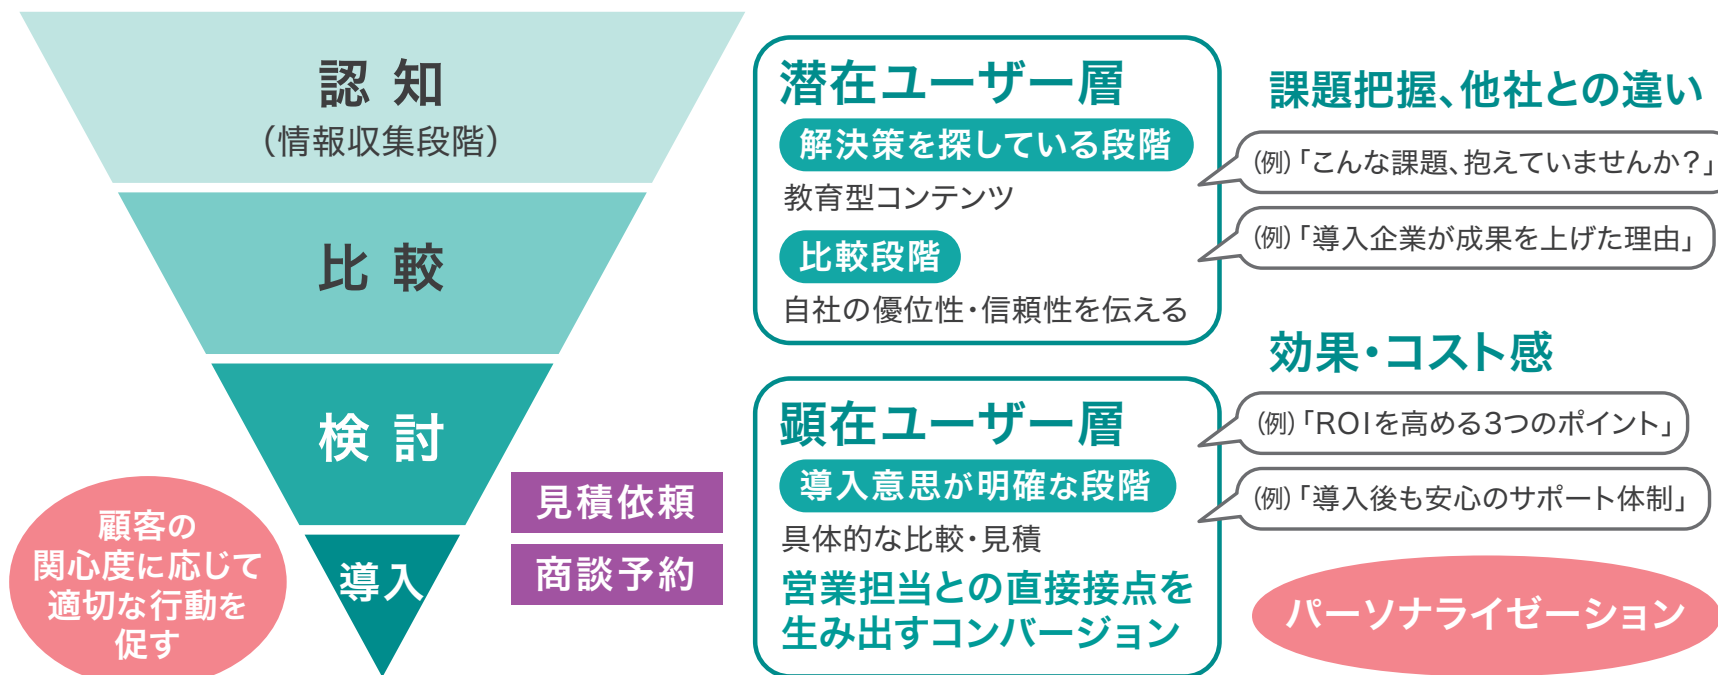 認知
（情報収集段階）
比較
検討
導入
顧客の
関心度に応じて
適切な行動を
促す
見積依頼
商談予約
潜在ユーザー層
解決策を探している段階
教育型コンテンツ
比較段階
自社の優位性・信頼性を伝える
顕在ユーザー層
導入意思が明確な段階
具体的な比較・見積
営業担当との直接接点を
生み出すコンバージョン
課題把握、他社との違い
（例）「こんな課題、抱えていませんか？」
（例）「導入企業が成果を上げた理由」
効果・コスト感
（例）「ROIを高める3つのポイント」
（例）「導入後も安心のサポート体制」
パーソナライゼーション